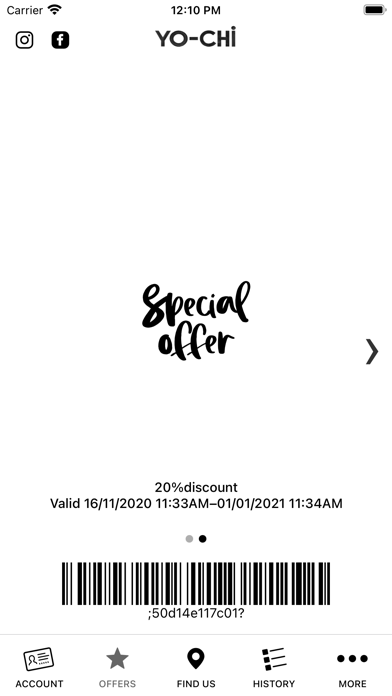 Carrier 12:10 PM
YO-CHi
Special
offer
20%discount
Valid 16/11/2020 11:33AM–01/01/2021 11:34AM
;50d14e117c01?
ACCOUNT OFFERS FIND US HISTORY MORE